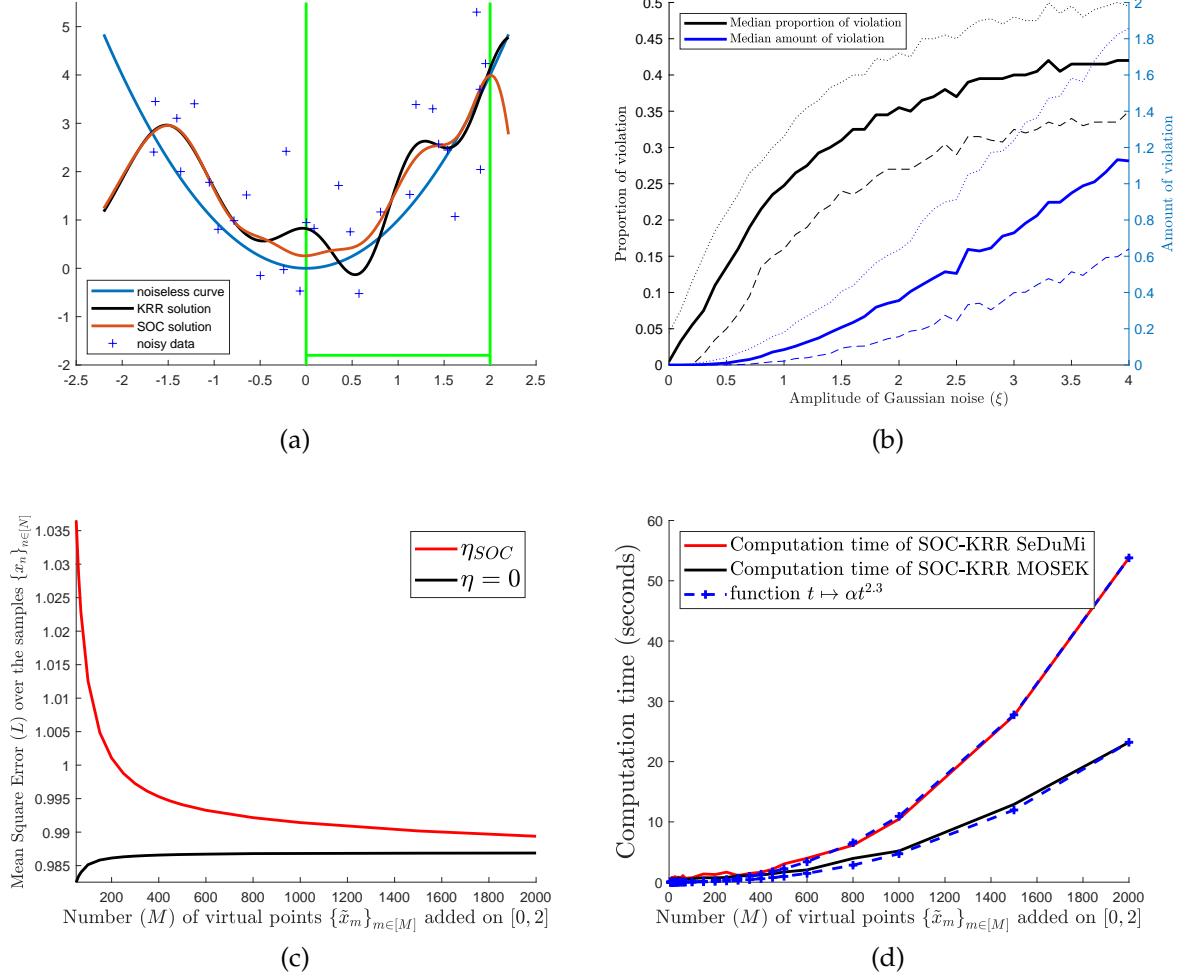 5
4
3
2
1
0
-1
-2
-2.5 -2 -1.5 -1 -0.5 0 0.5 1 1.5 2 2.5
noiseless curve
KRR solution
SOC solution
noisy data
(a)
Proportion of violation
0.5
0.45
0.4
0.35
0.3
0.25
0.2
0.15
0.1
0.05
0
Median proportion of violation
Median amount of violation
2
1.8
1.6
1.4
1.2
1
0.8
0.6
0.4
0.2
0
Amount of violation
0 0.5 1 1.5 2 2.5 3 3.5 4
Amplitude of Gaussian noise (ξ)
(b)
Mean Square Error (L) over the samples {x_n}_{n∈[N]}
1.035
1.03
1.025
1.02
1.015
1.01
1.005
1
0.995
0.99
0.985
η_{SOC}
η = 0
200 400 600 800 1000 1200 1400 1600 1800 2000
Number (M) of virtual points {x̃_m}_{m∈[M]} added on [0, 2]
(c)
Computation time (seconds)
60
50
40
30
20
10
0
Computation time of SOC-KRR SeDuMi
Computation time of SOC-KRR MOSEK
function t ↦ αt^{2.3}
0 200 400 600 800 1000 1200 1400 1600 1800 2000
Number (M) of virtual points {x̃_m}_{m∈[M]} added on [0, 2]
(d)